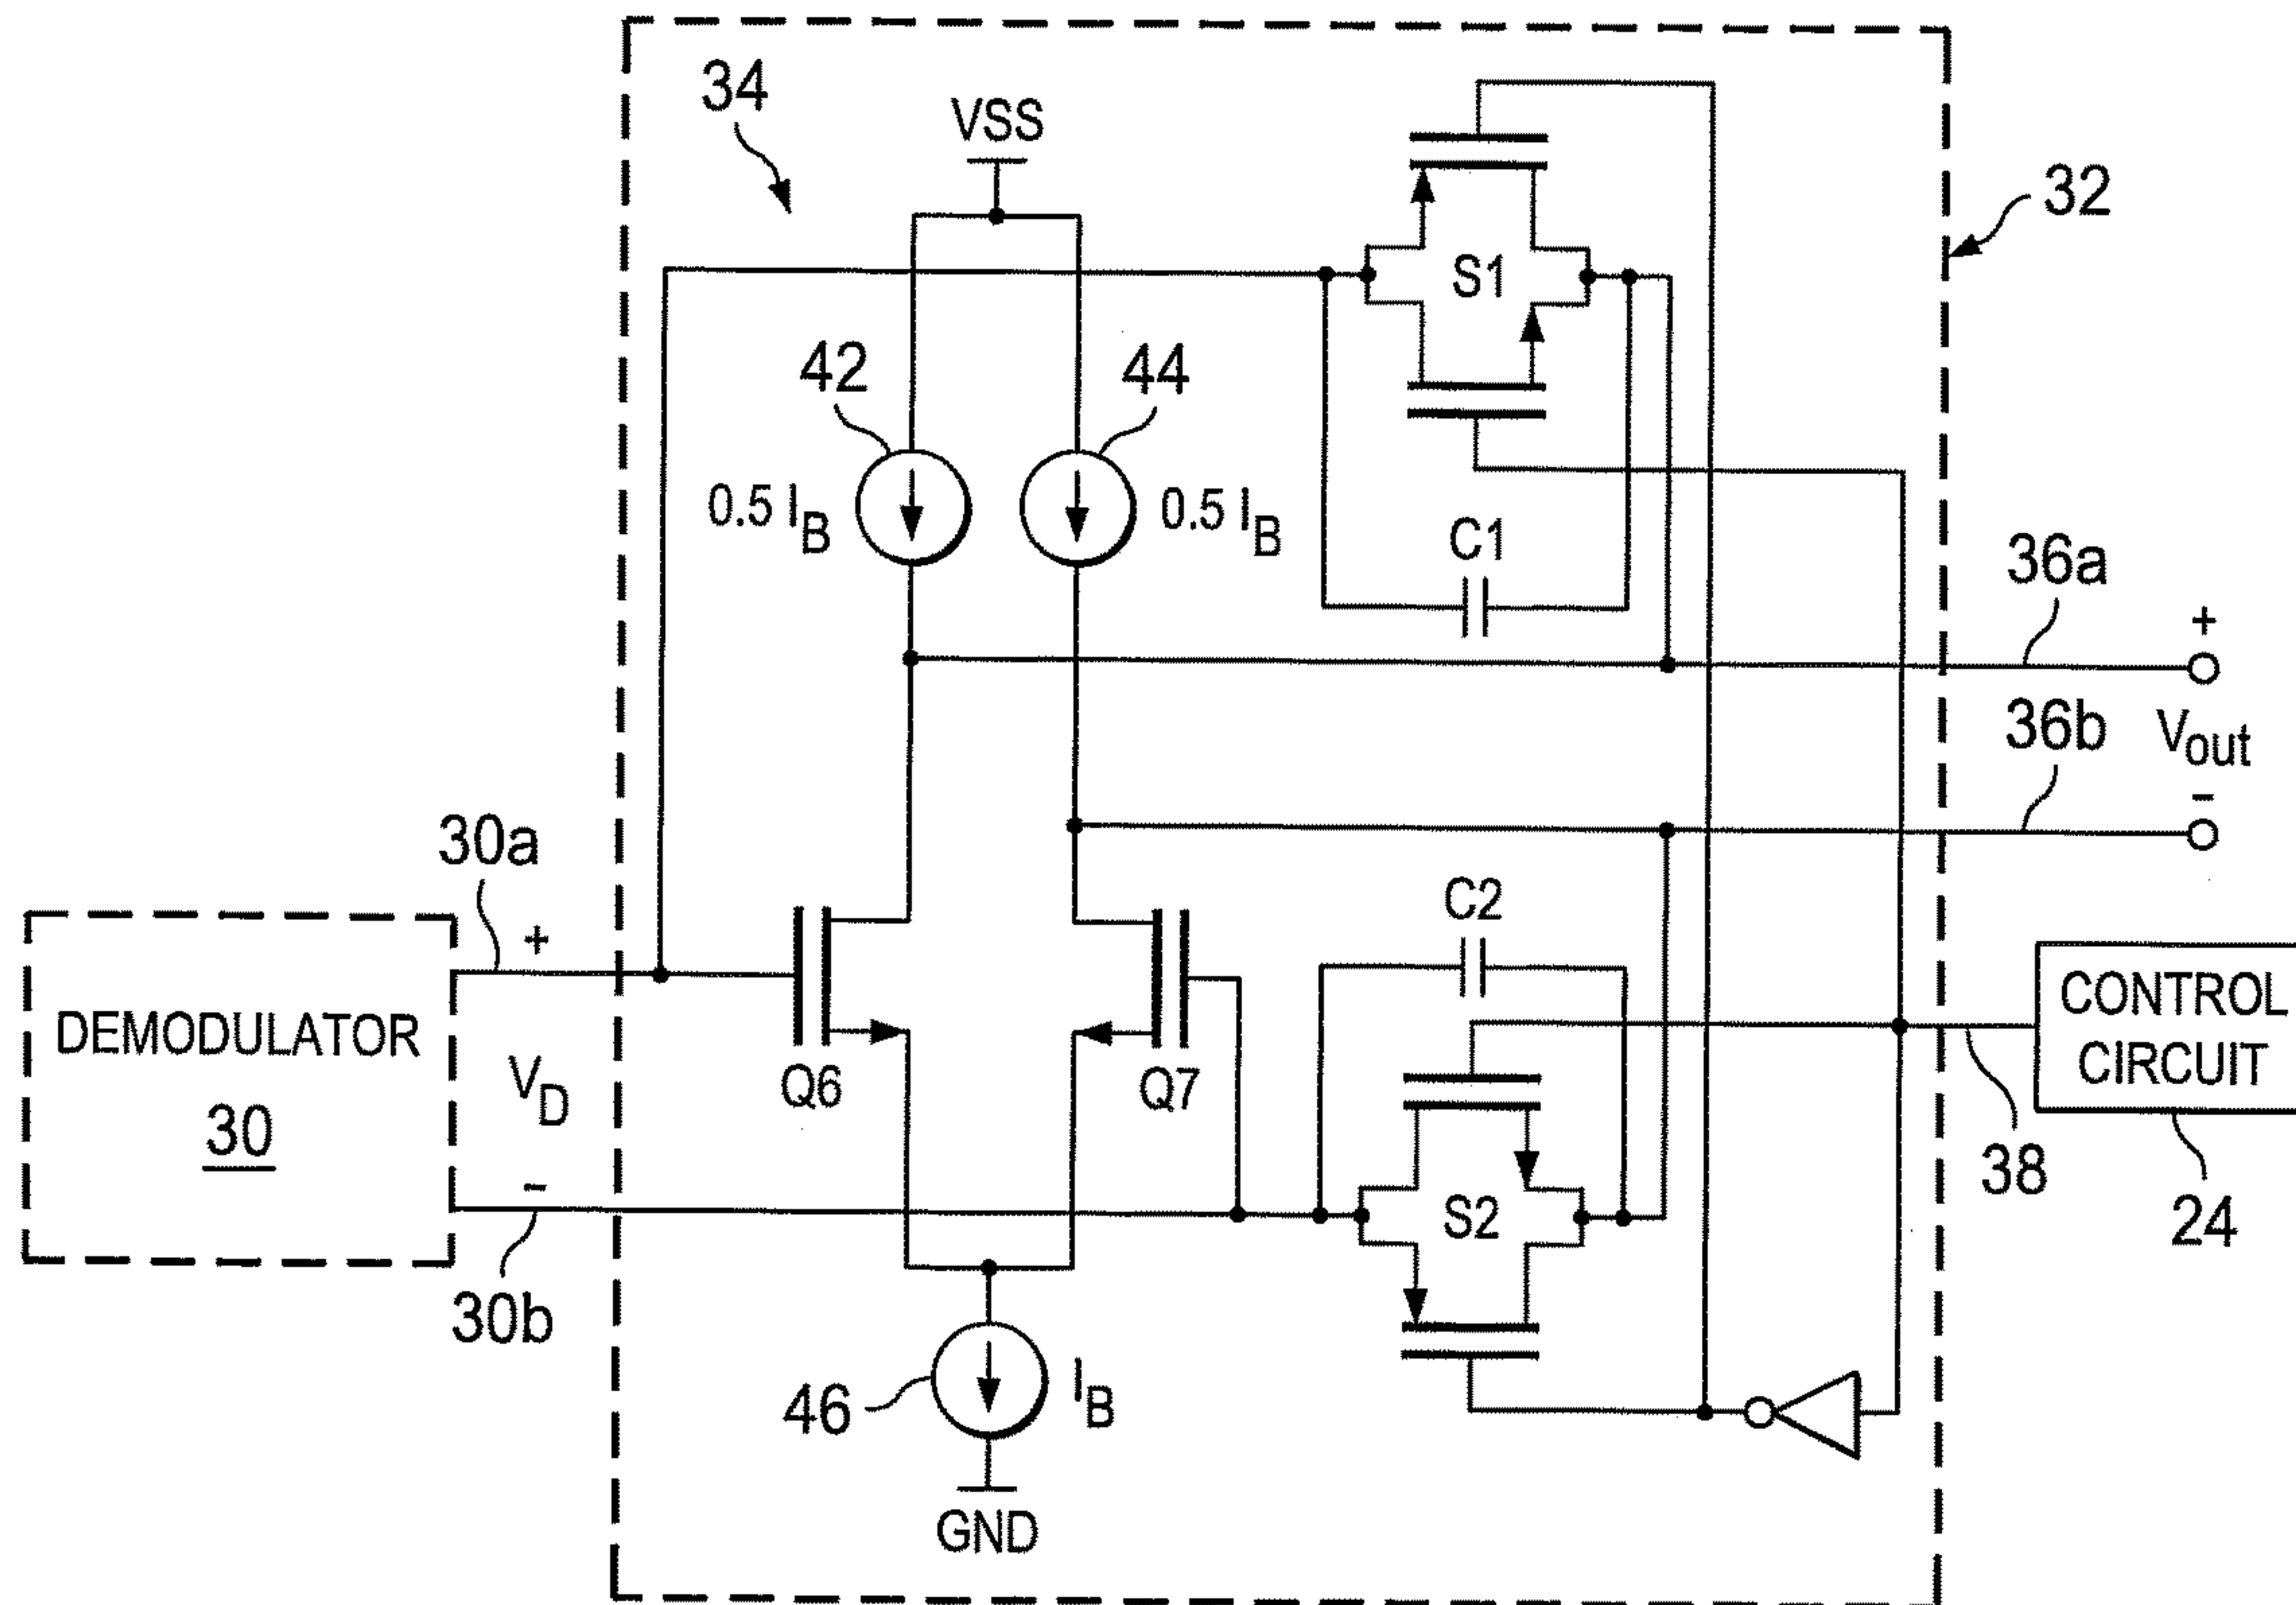 34
VSS
32
S1
42
44
0.5 IB
0.5 IB
C1
36a
+
36b
Vout
-
30a
+
C2
DEMODULATOR
30
VD
Q6
Q7
CONTROL
CIRCUIT
38
24
S2
-
30b
46
IB
GND